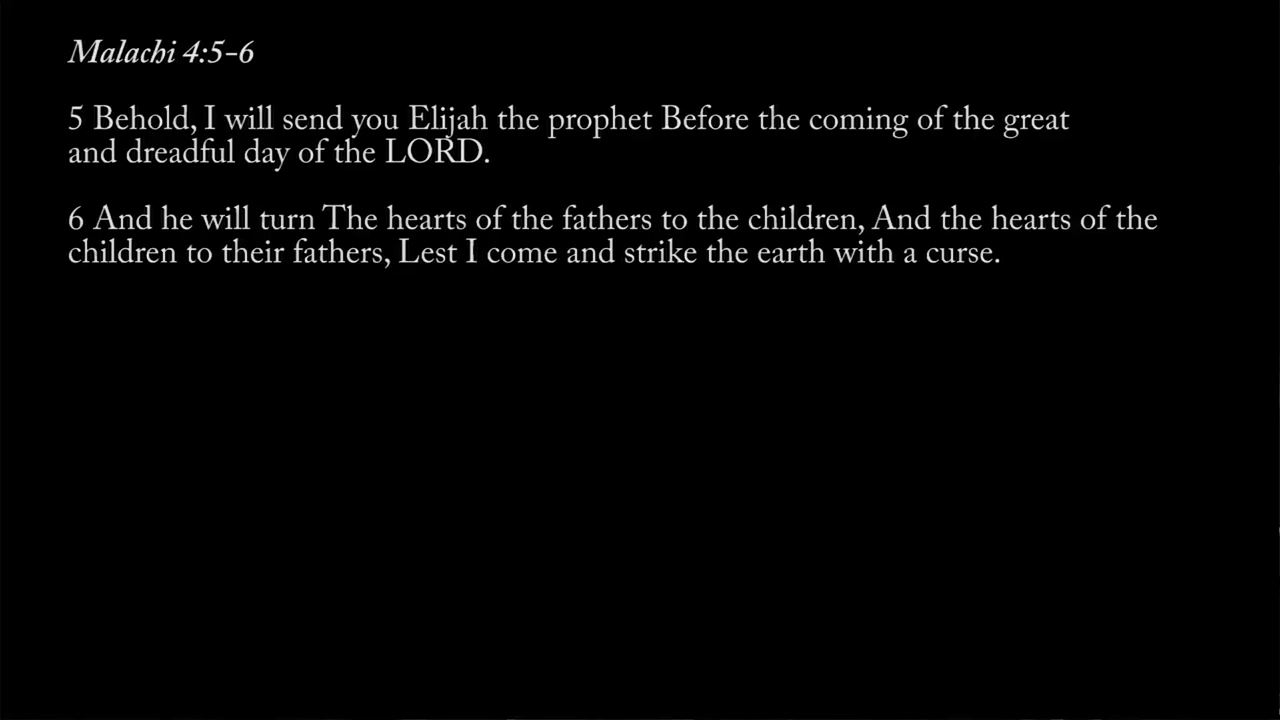 Malachi 4:5-6
5 Behold, I will send you Elijah the prophet Before the coming of the great
and dreadful day of the LORD.
6 And he will turn The hearts of the fathers to the children, And the hearts of the
children to their fathers, Lest I come and strike the earth with a curse.